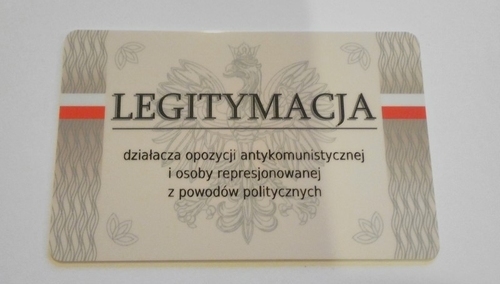 LEGITYMACJA
działacza opozycji antykomunistycznej
i osoby represjonowanej
z powodów politycznych